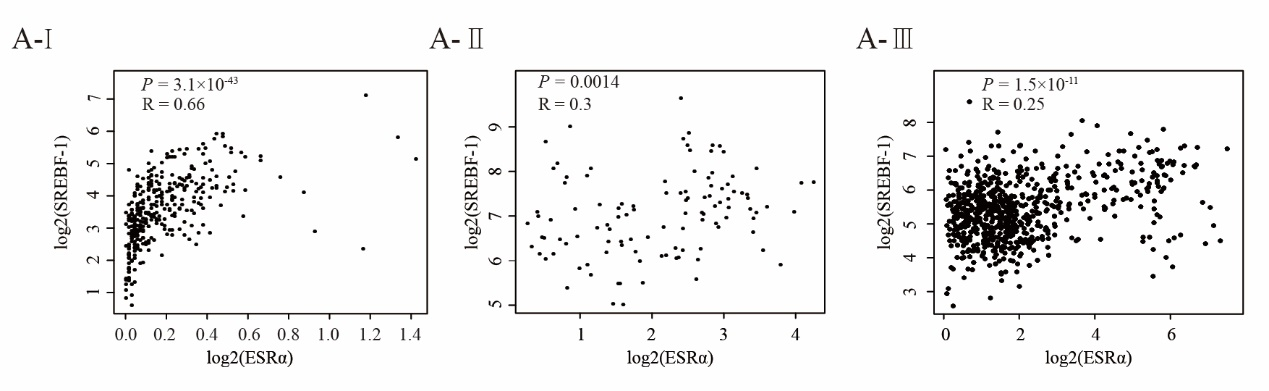 A-Ⅰ
P = 3.1×10⁻⁴³
R = 0.66
log2(SREBF-1)
7
6
5
4
3
2
1
0.0 0.2 0.4 0.6 0.8 1.0 1.2 1.4
log2(ESRα)
A-Ⅱ
P = 0.0014
R = 0.3
log2(SREBF-1)
9
8
7
6
5
1 2 3 4
log2(ESRα)
A-Ⅲ
P = 1.5×10⁻¹¹
R = 0.25
log2(SREBF-1)
8
7
6
5
4
3
0 2 4 6
log2(ESRα)